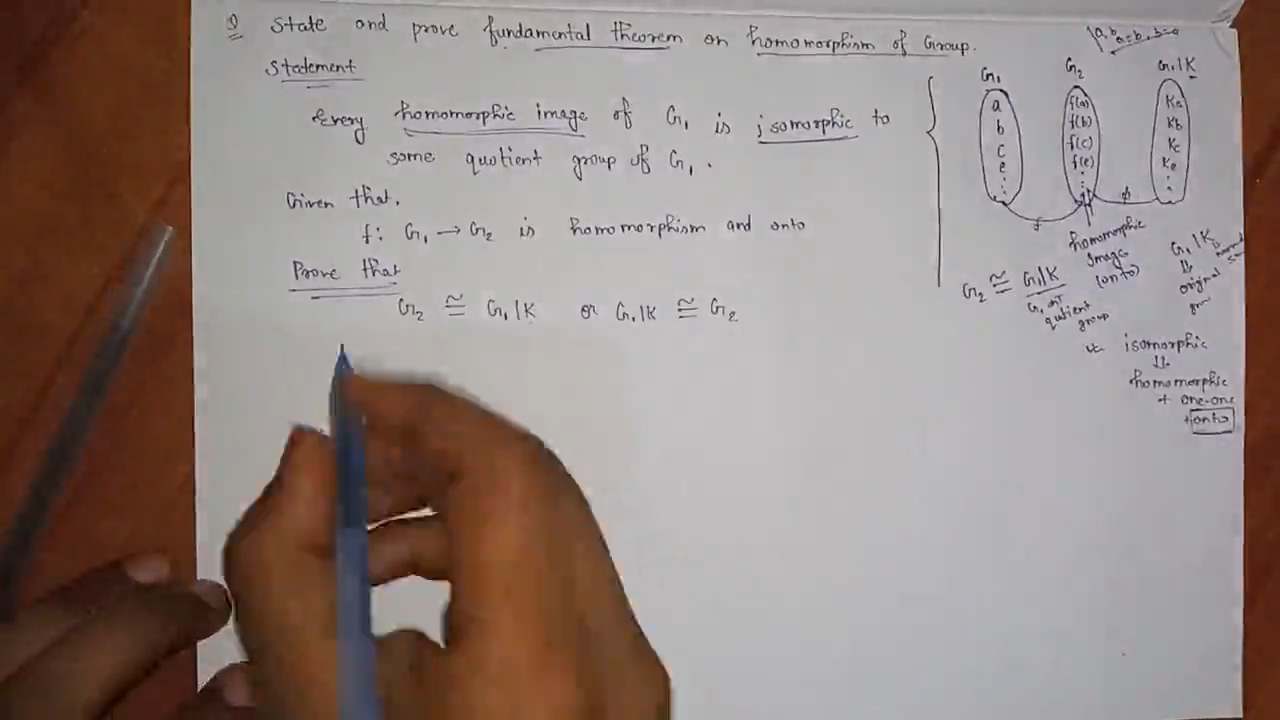 Q State and prove fundamental theorem on homomorphism of Group.
Statement
Every homomorphic image of G₁ is isomorphic to
some quotient group of G₁.
Given that,
f: G₁ → G₂ is homomorphism and onto
Prove that
G₂ ≅ G₁/K or G₁/K ≅ G₂
a, b a=b, b=a
G₁ G₂ G₁/K
a f(a) Ka
b f(b) Kb
c f(c) Kc
e f(e) Ke
⋮ ⋮ ⋮
f φ
homomorphic
image
(onto)
G₂ ≅ G₁/K
quotient
group
G₁/K
⇓
original
isomorphic
⇓
homomorphic
+ one-one
+ onto